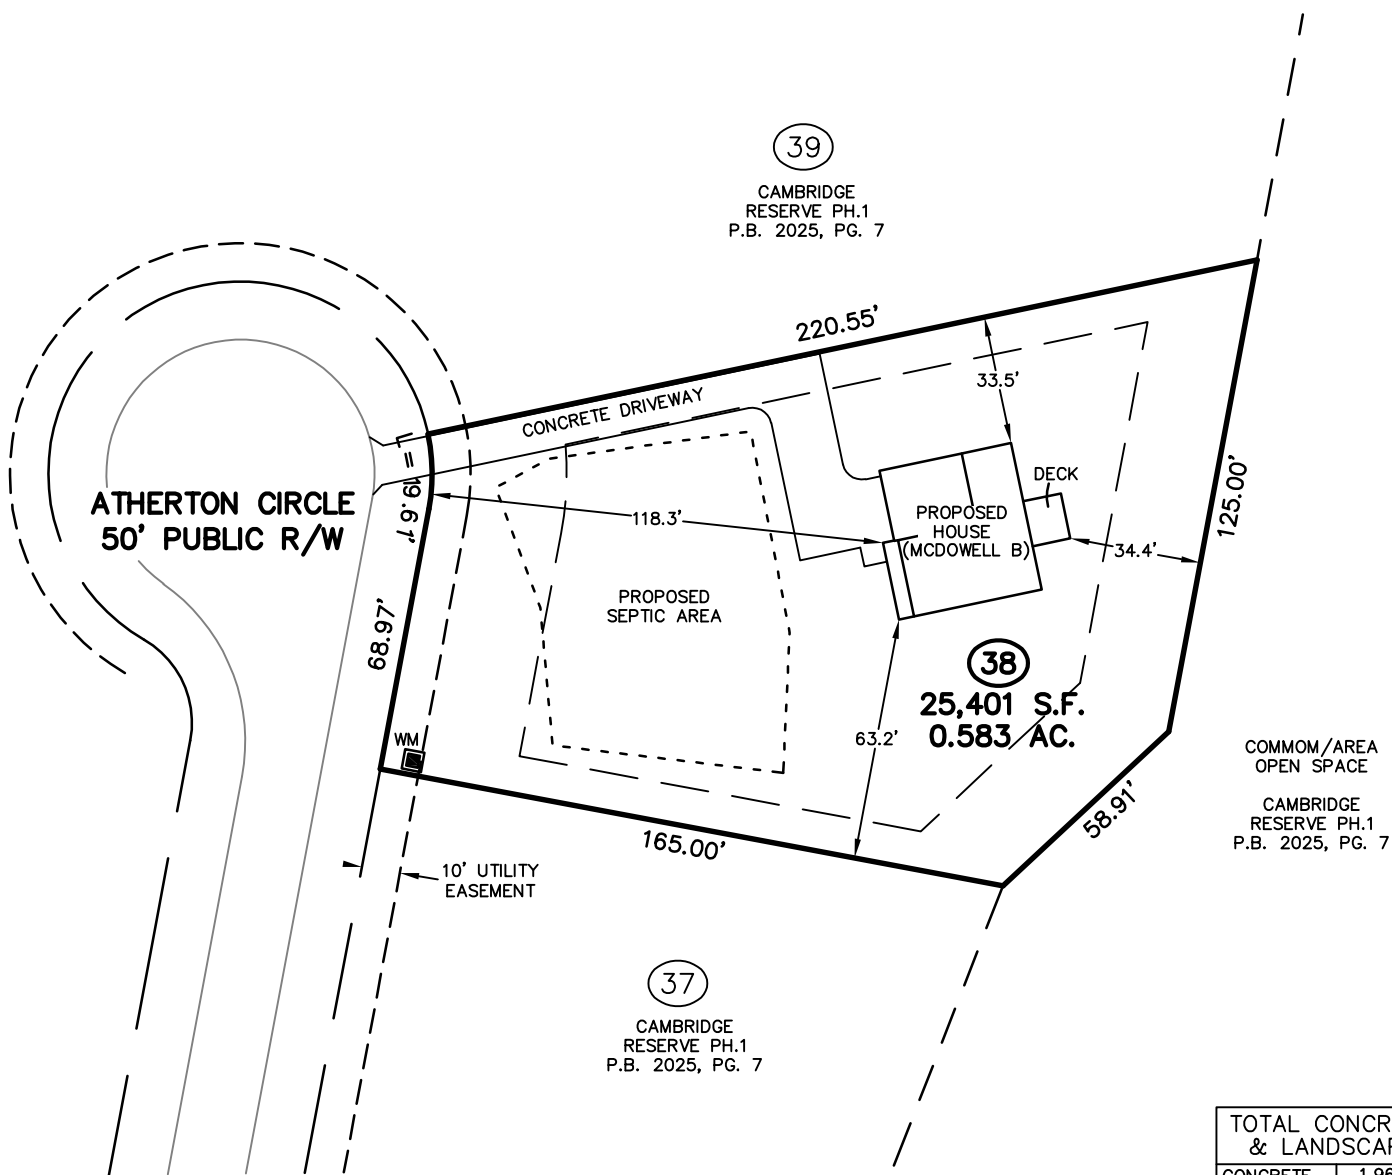 39
CAMBRIDGE
RESERVE PH.1
P.B. 2025, PG. 7
220.55'
33.5'
CONCRETE DRIVEWAY
DECK
125.00'
ATHERTON CIRCLE
50' PUBLIC R/W
L = 19.61'
118.3'
PROPOSED
HOUSE
(MCDOWELL B)
34.4'
PROPOSED
SEPTIC AREA
68.97'
38
25,401 S.F.
0.583 AC.
63.2'
WM
COMMOM/AREA
OPEN SPACE
CAMBRIDGE
RESERVE PH.1
P.B. 2025, PG. 7
58.91'
165.00'
10' UTILITY
EASEMENT
37
CAMBRIDGE
RESERVE PH.1
P.B. 2025, PG. 7
TOTAL
&
CONCRETE